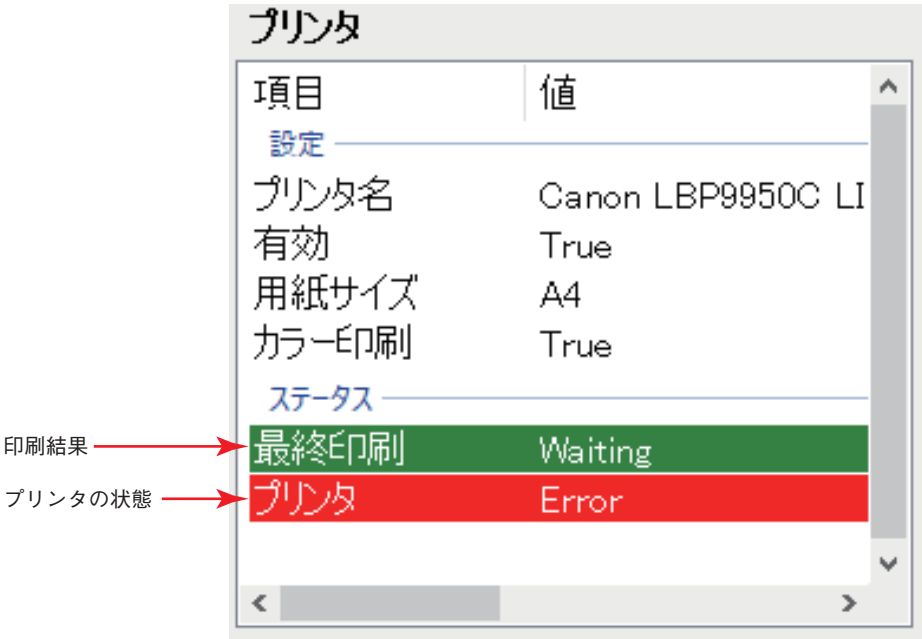 プリンタ
項目 値
設定
プリンタ名 Canon LBP9950C LI
有効 True
用紙サイズ A4
カラー印刷 True
ステータス
印刷結果 最終印刷 Waiting
プリンタの状態 プリンタ Error